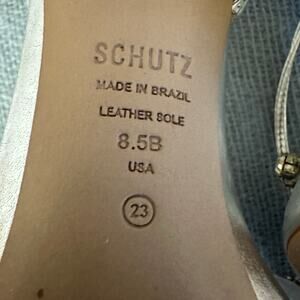 SCHUTZ
MADE IN BRAZIL
LEATHER SOLE
8.5B
USA
23